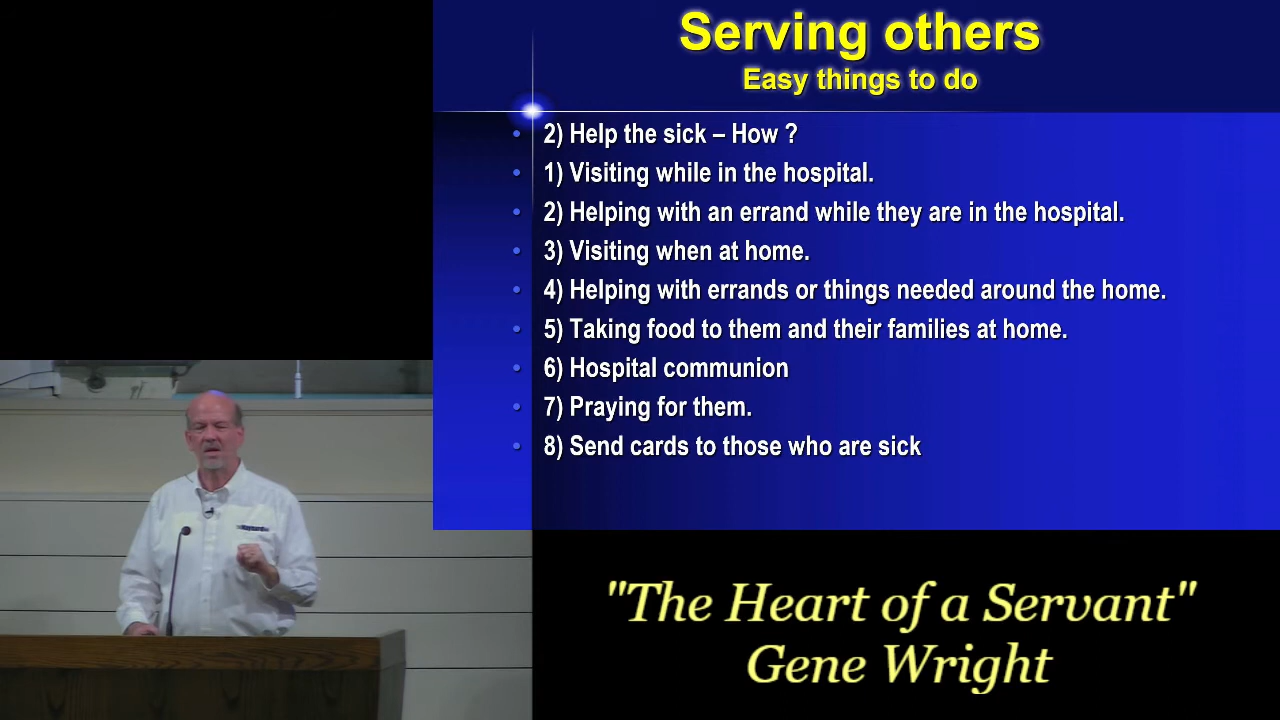 Serving others
Easy things to do
2) Help the sick – How ?
1) Visiting while in the hospital.
2) Helping with an errand while they are in the hospital.
3) Visiting when at home.
4) Helping with errands or things needed around the home.
5) Taking food to them and their families at home.
6) Hospital communion
7) Praying for them.
8) Send cards to those who are sick
"The Heart of a Servant"
Gene Wright